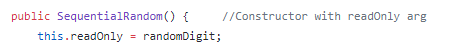 public SequentialRandom() {     //Constructor with readOnly arg
    this.readOnly = randomDigit;